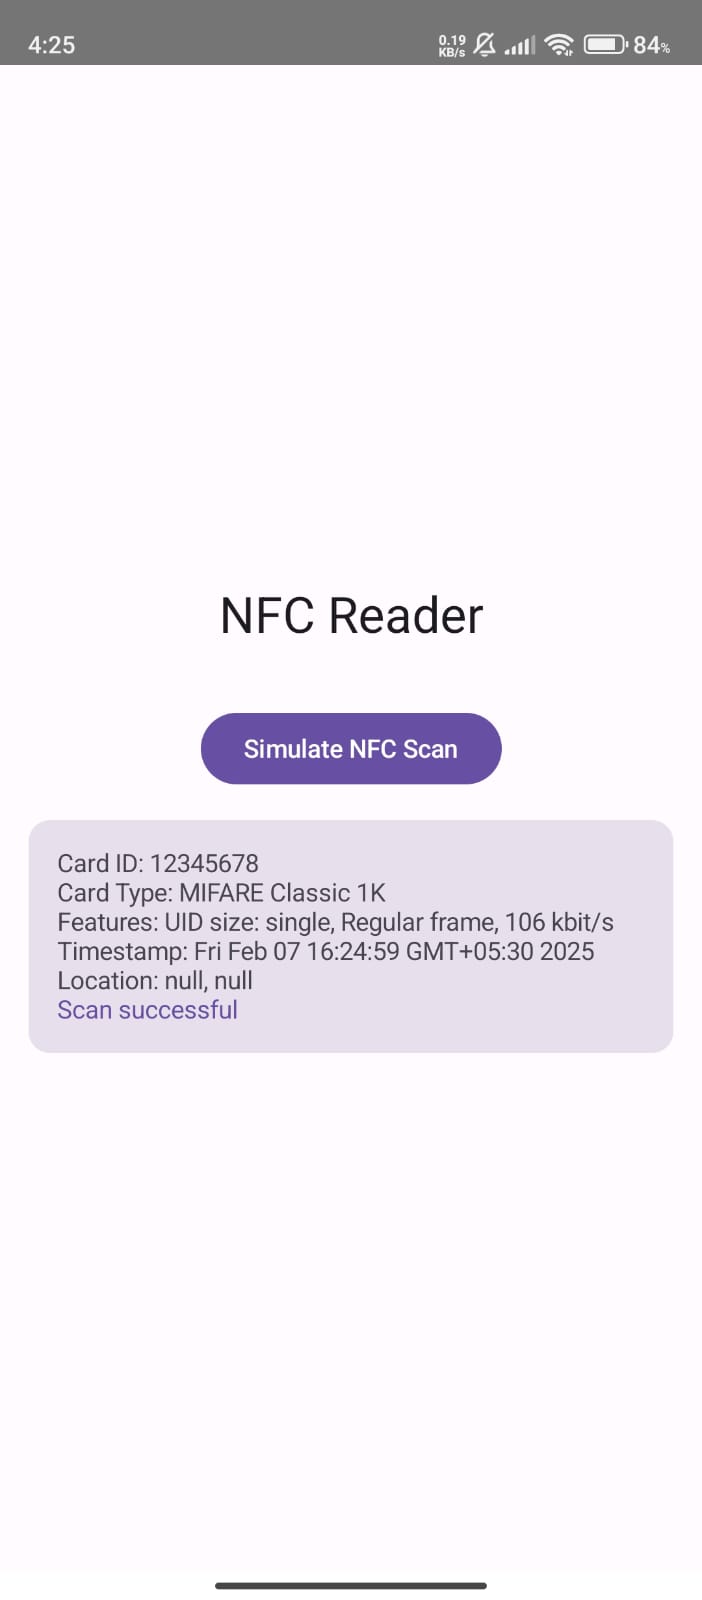 4:25
0.19
KB/s
84%
NFC Reader
Simulate NFC Scan
Card ID: 12345678
Card Type: MIFARE Classic 1K
Features: UID size: single, Regular frame, 106 kbit/s
Timestamp: Fri Feb 07 16:24:59 GMT+05:30 2025
Location: null, null
Scan successful